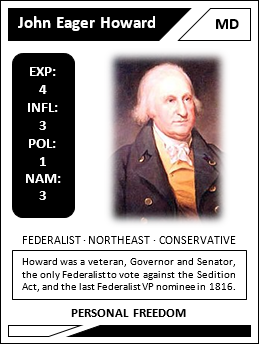 John Eager Howard
MD
EXP:
4
INFL:
3
POL:
1
NAM:
3
FEDERALIST · NORTHEAST · CONSERVATIVE
Howard was a veteran, Governor and Senator,
the only Federalist to vote against the Sedition
Act, and the last Federalist VP nominee in 1816.
PERSONAL FREEDOM